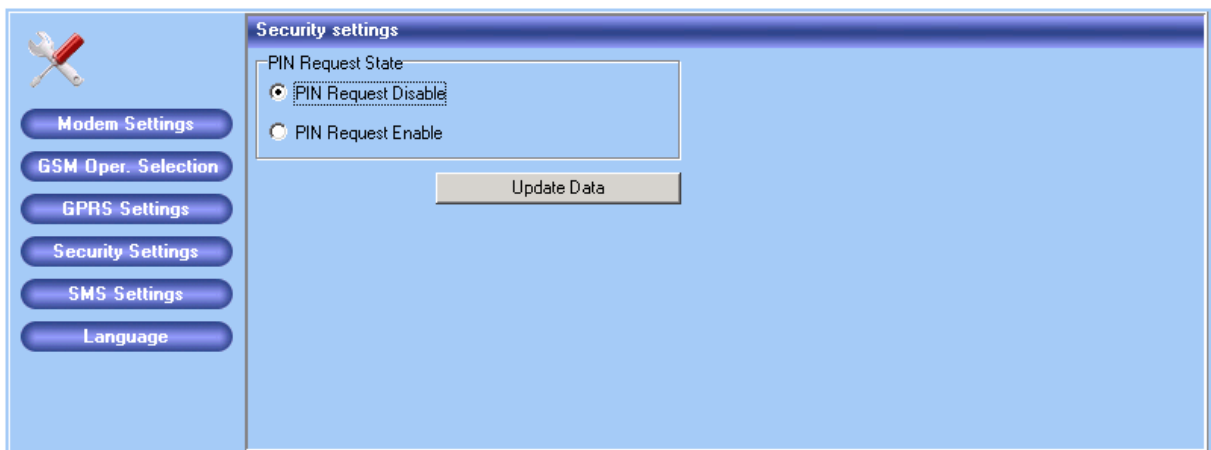 Modem Settings
GSM Oper. Selection
GPRS Settings
Security Settings
SMS Settings
Language
Security settings
PIN Request State
PIN Request Disable
PIN Request Enable
Update Data